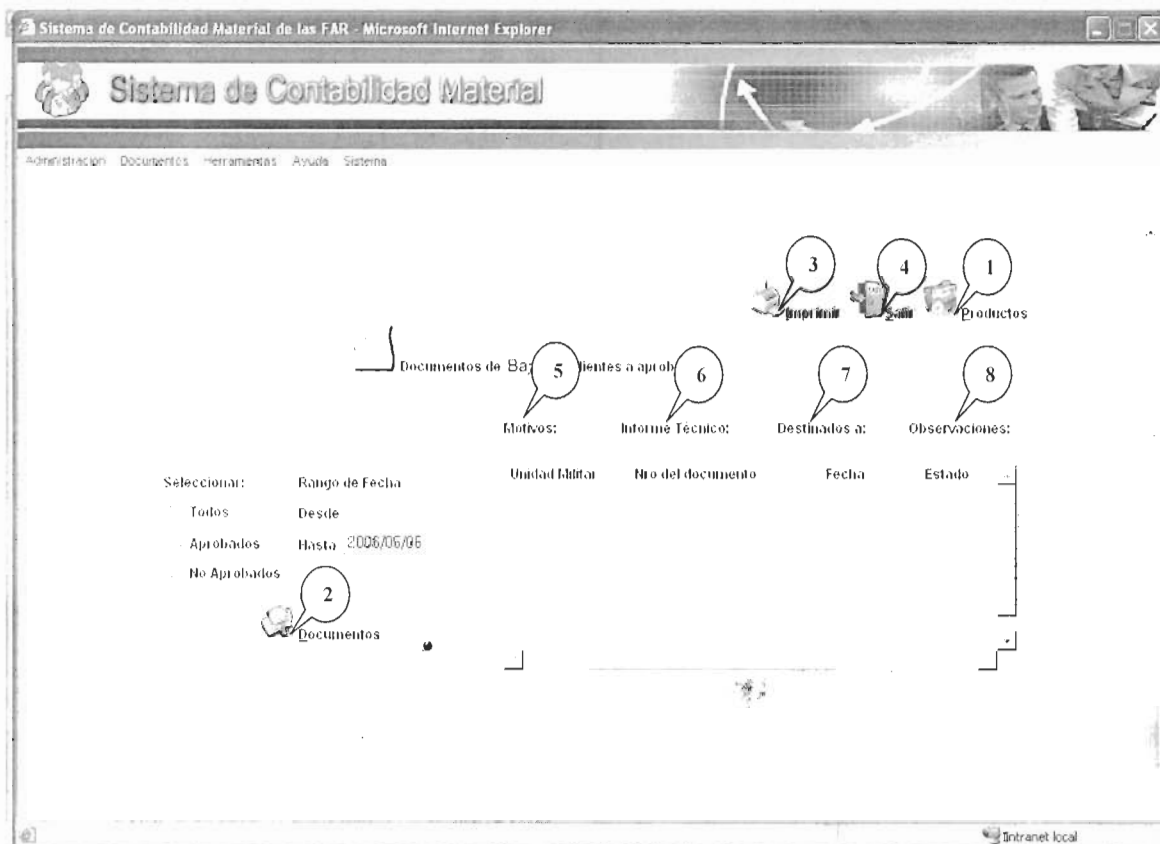 Sistema de Contabilidad Material de las FAR - Microsoft Internet Explorer
Sistema de Contabilidad Material
Administracion Documentos Herramientas Ayuda Sistema
3 4 1
Imprimir Salir Productos
Documentos de Ba 5 dientes a aprob 6 7 8
Motivos: Informe Técnico: Destinados a: Observaciones:
Unidad Militar Nro del documento Fecha Estado
Seleccionar: Rango de Fecha
Todos Desde
Aprobados Hasta 2006/06/06
No Aprobados
2
Documentos
Intranet local